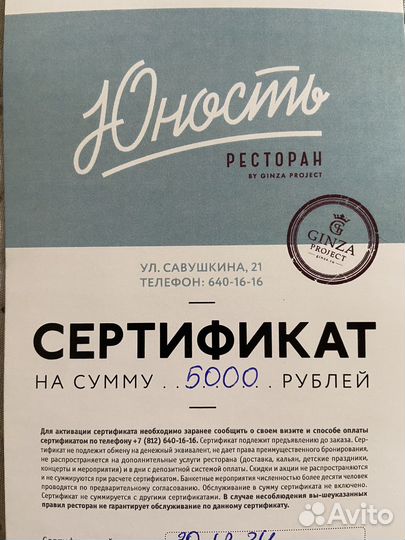 Юность
РЕСТОРАН
BY GINZA PROJECT
GINZA
PROJECT
УЛ. САВУШКИНА, 21
ТЕЛЕФОН: 640-16-16
СЕРТИФИКАТ
НА СУММУ . . 5000 . . РУБЛЕЙ
Для активации сертификата необходимо заранее сообщить о своем визите и способе оплаты
сертификатом по телефону +7 (812) 640-16-16. Сертификат подлежит предъявлению до заказа. Сер-
тификат не подлежит обмену на денежный эквивалент, не дает права преимущественного бронирования,
не распространяется на дополнительные услуги ресторана (доставка, кальян, детские праздники,
концерты и мероприятия) и в дни с депозитной системой оплаты. Скидки и акции не распространяются
и не суммируются при расчете сертификатом. Банкетные мероприятия численностью более десяти человек
проводятся по предварительному согласованию. Обслуживание в сумму сертификата не включено.
Сертификат не суммируется с другими сертификатами. В случае несоблюдения вы-шеуказанных
правил ресторан не гарантирует обслуживание по данному сертификату.
Avito